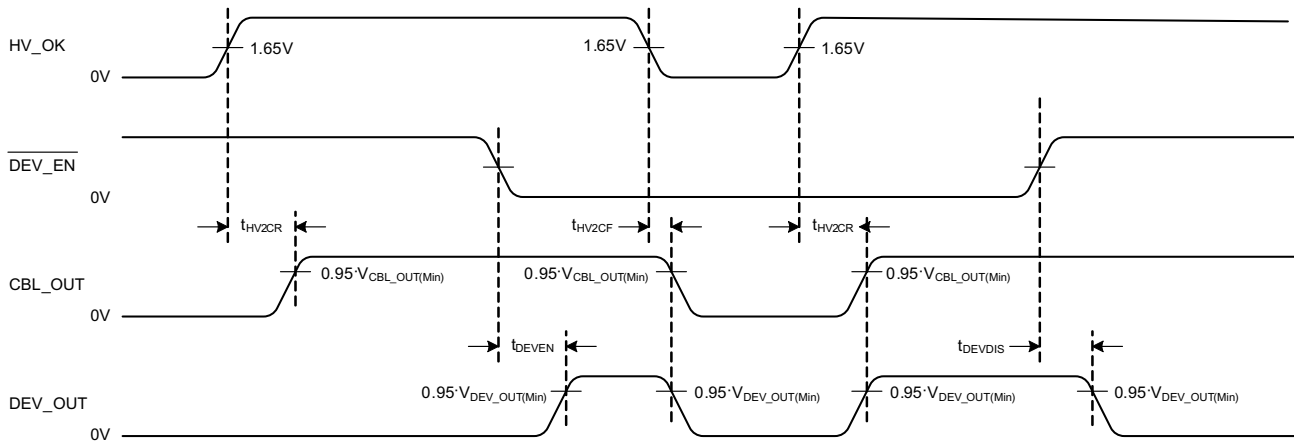 HV_OK
1.65V
1.65V
1.65V
0V
DEV_EN
0V
tHV2CR
tHV2CF
tHV2CR
CBL_OUT
0.95·VCBL_OUT(Min)
0.95·VCBL_OUT(Min)
0.95·VCBL_OUT(Min)
0V
tDEVEN
tDEVDIS
DEV_OUT
0.95·VDEV_OUT(Min)
0.95·VDEV_OUT(Min)
0.95·VDEV_OUT(Min)
0.95·VDEV_OUT(Min)
0V